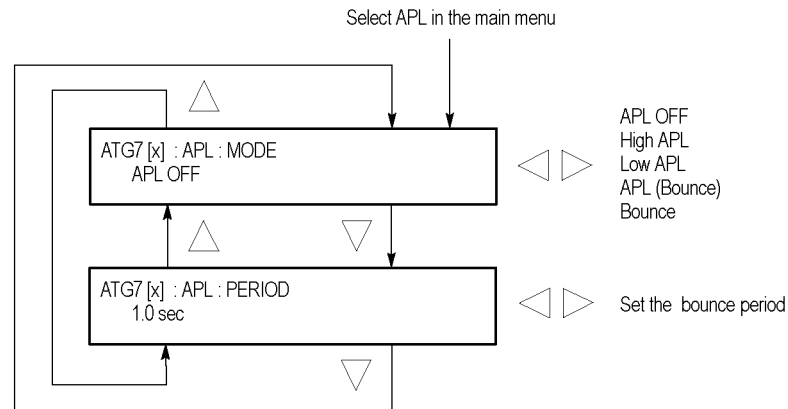 Select APL in the main menu
ATG7 [x] : APL : MODE
APL OFF
APL OFF
High APL
Low APL
APL (Bounce)
Bounce
ATG7 [x] : APL : PERIOD
1.0 sec
Set the bounce period